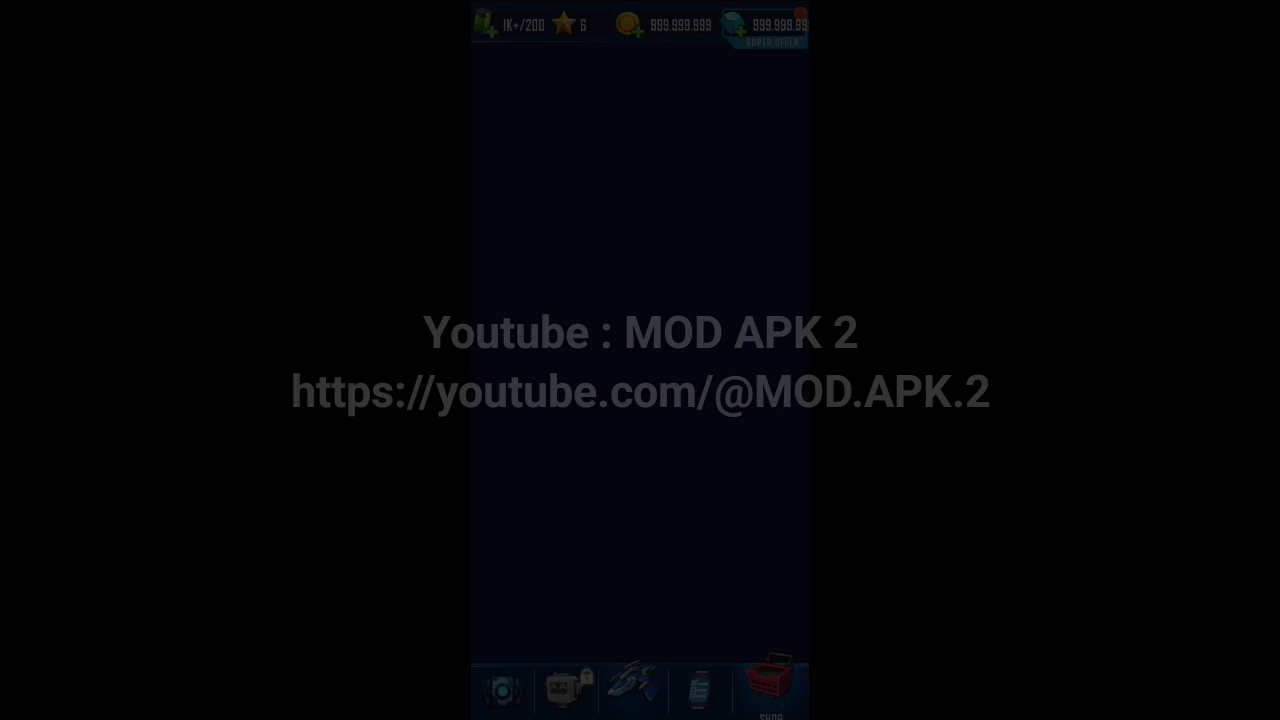 1K+/200 6 999.999.999 999.999.99
SUPER OFFER
Youtube : MOD APK 2
https://youtube.com/@MOD.APK.2
SHOP